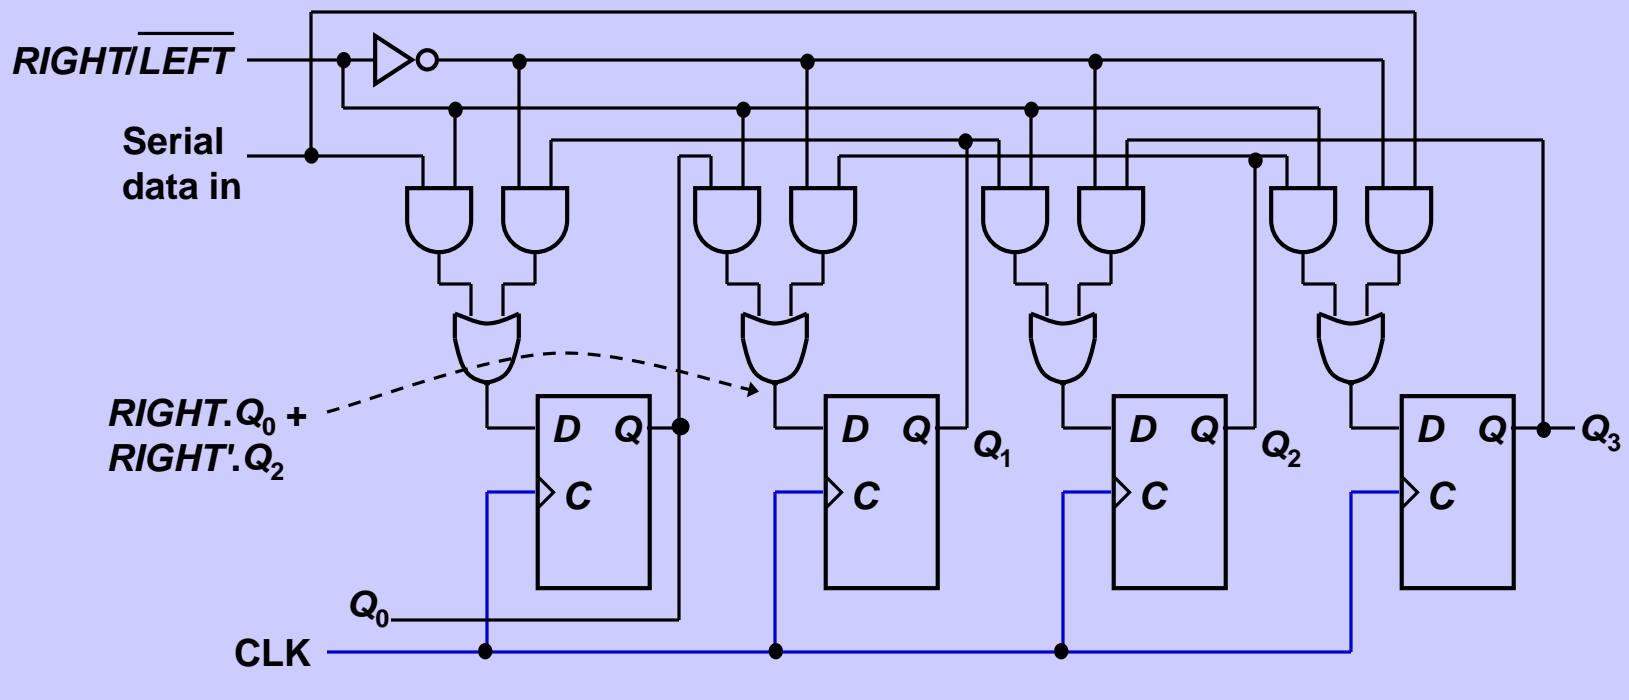 RIGHT/LEFT
Serial
data in
RIGHT.Q0 +
RIGHT'.Q2
D Q
C
D Q
C
D Q
C
D Q
C
Q1
Q2
Q3
Q0
CLK